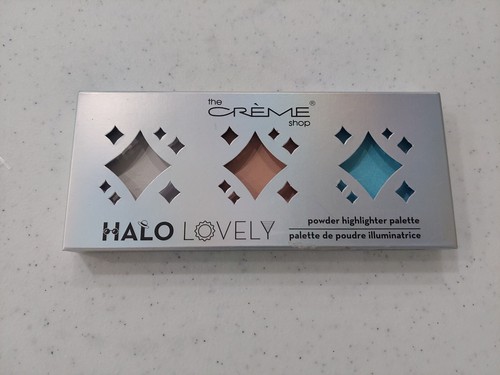 the
CRÈME®
shop
HALO LOVELY
powder highlighter palette
palette de poudre illuminatrice